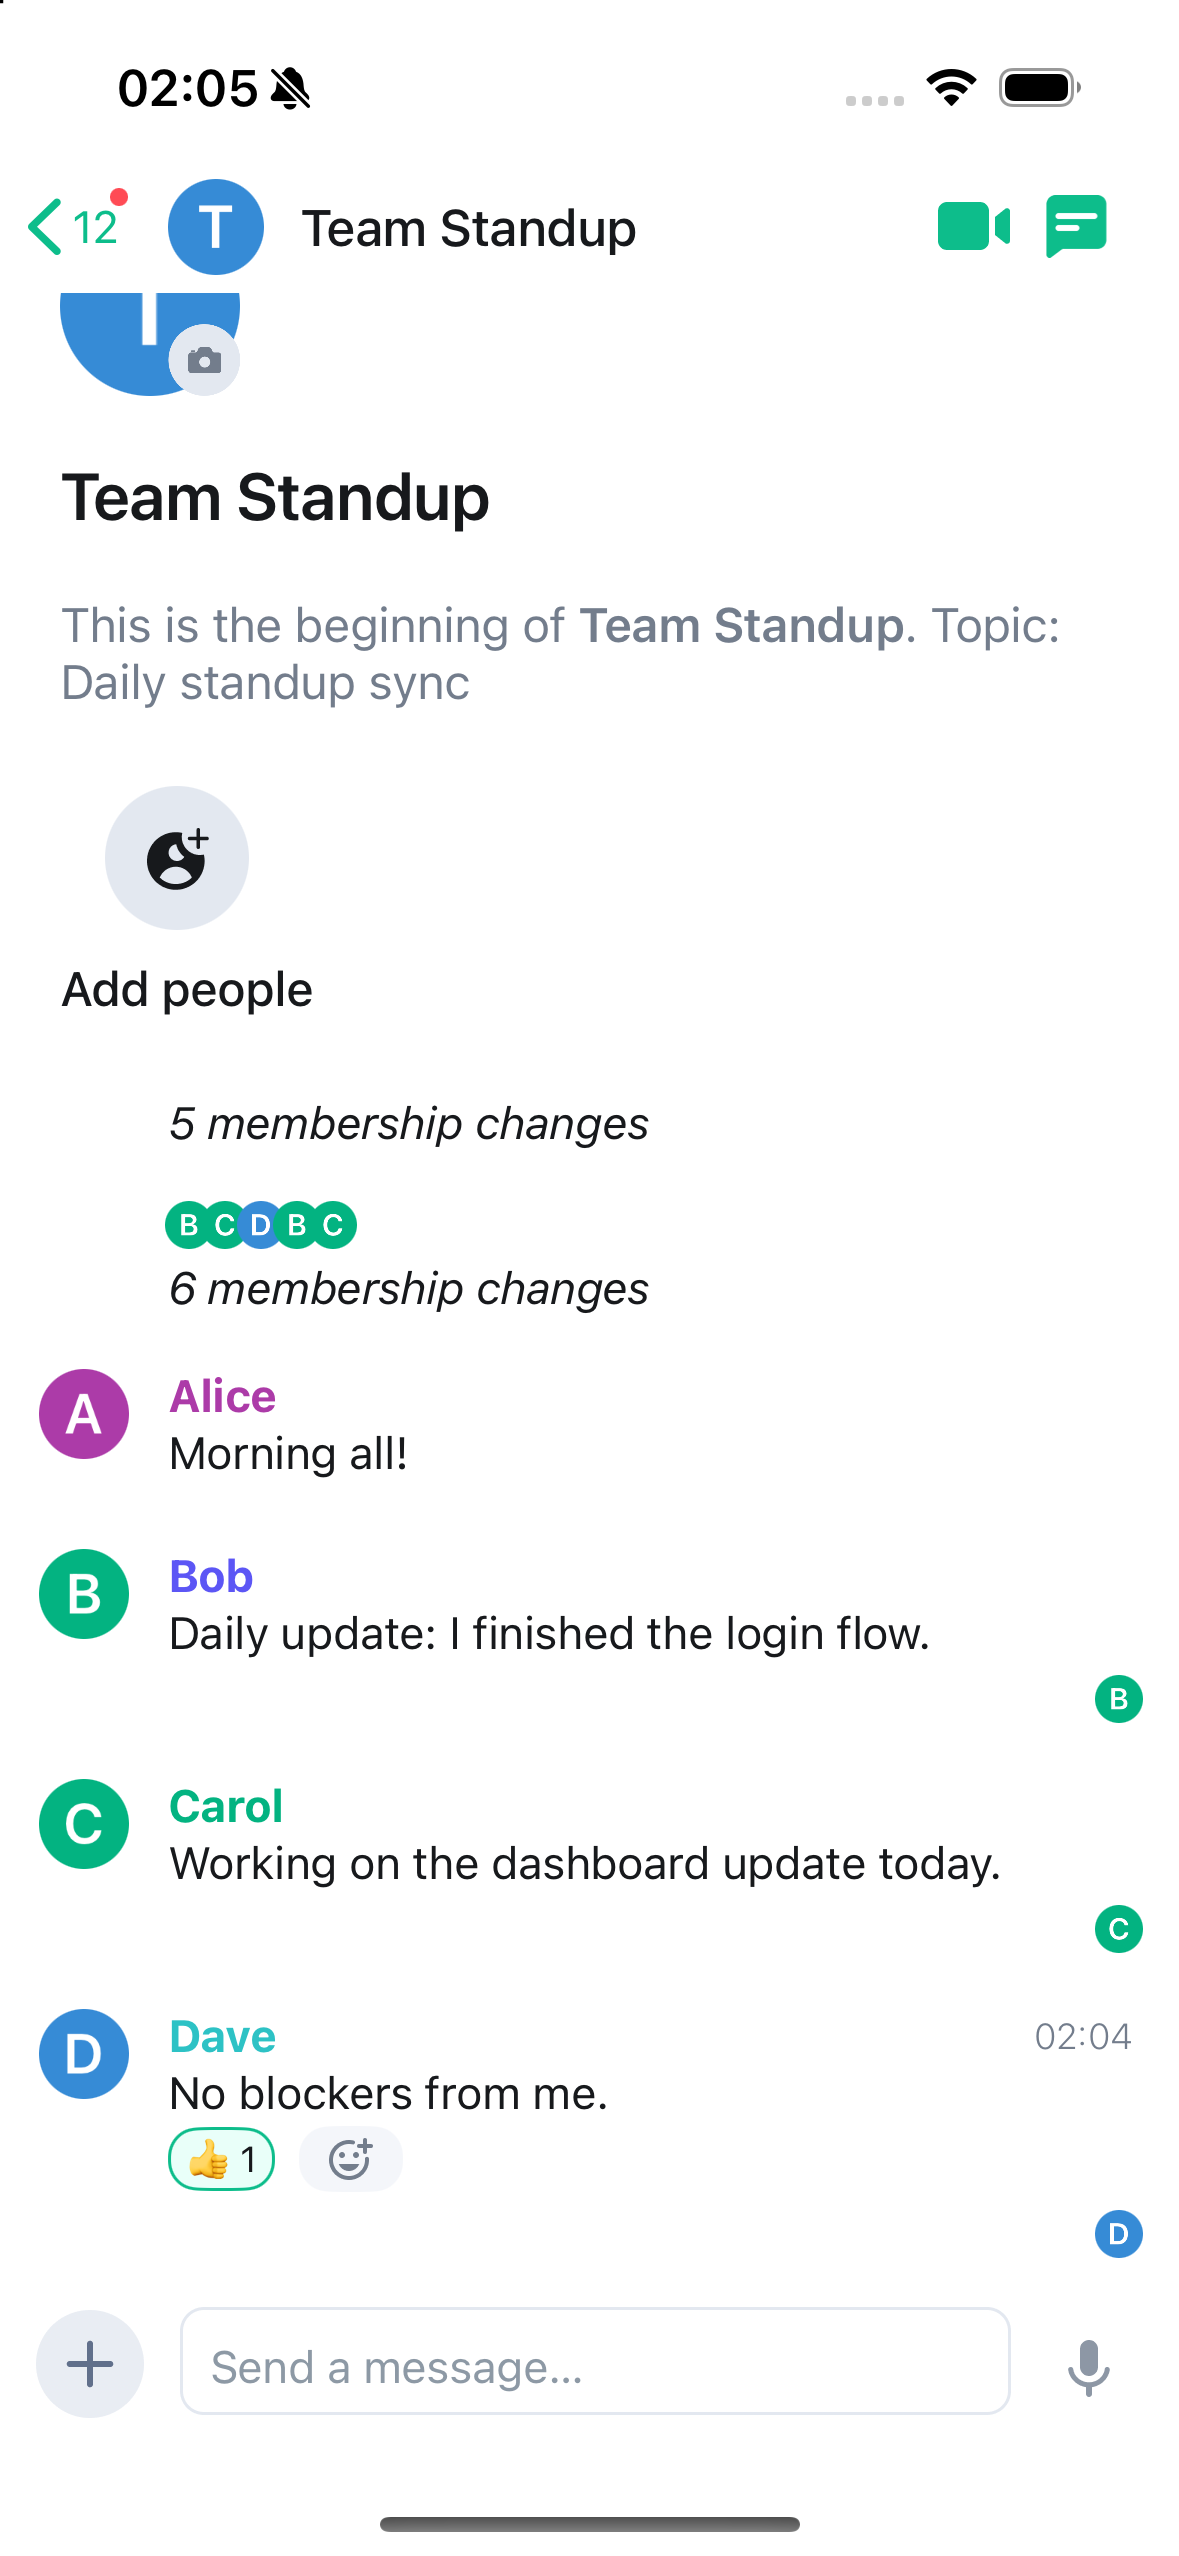 02:05
12
T
Team Standup
Team Standup
This is the beginning of Team Standup. Topic:
Daily standup sync
Add people
5 membership changes
B C D B C
6 membership changes
A
Alice
Morning all!
B
Bob
Daily update: I finished the login flow.
B
C
Carol
Working on the dashboard update today.
C
D
Dave
02:04
No blockers from me.
👍 1
D
Send a message...